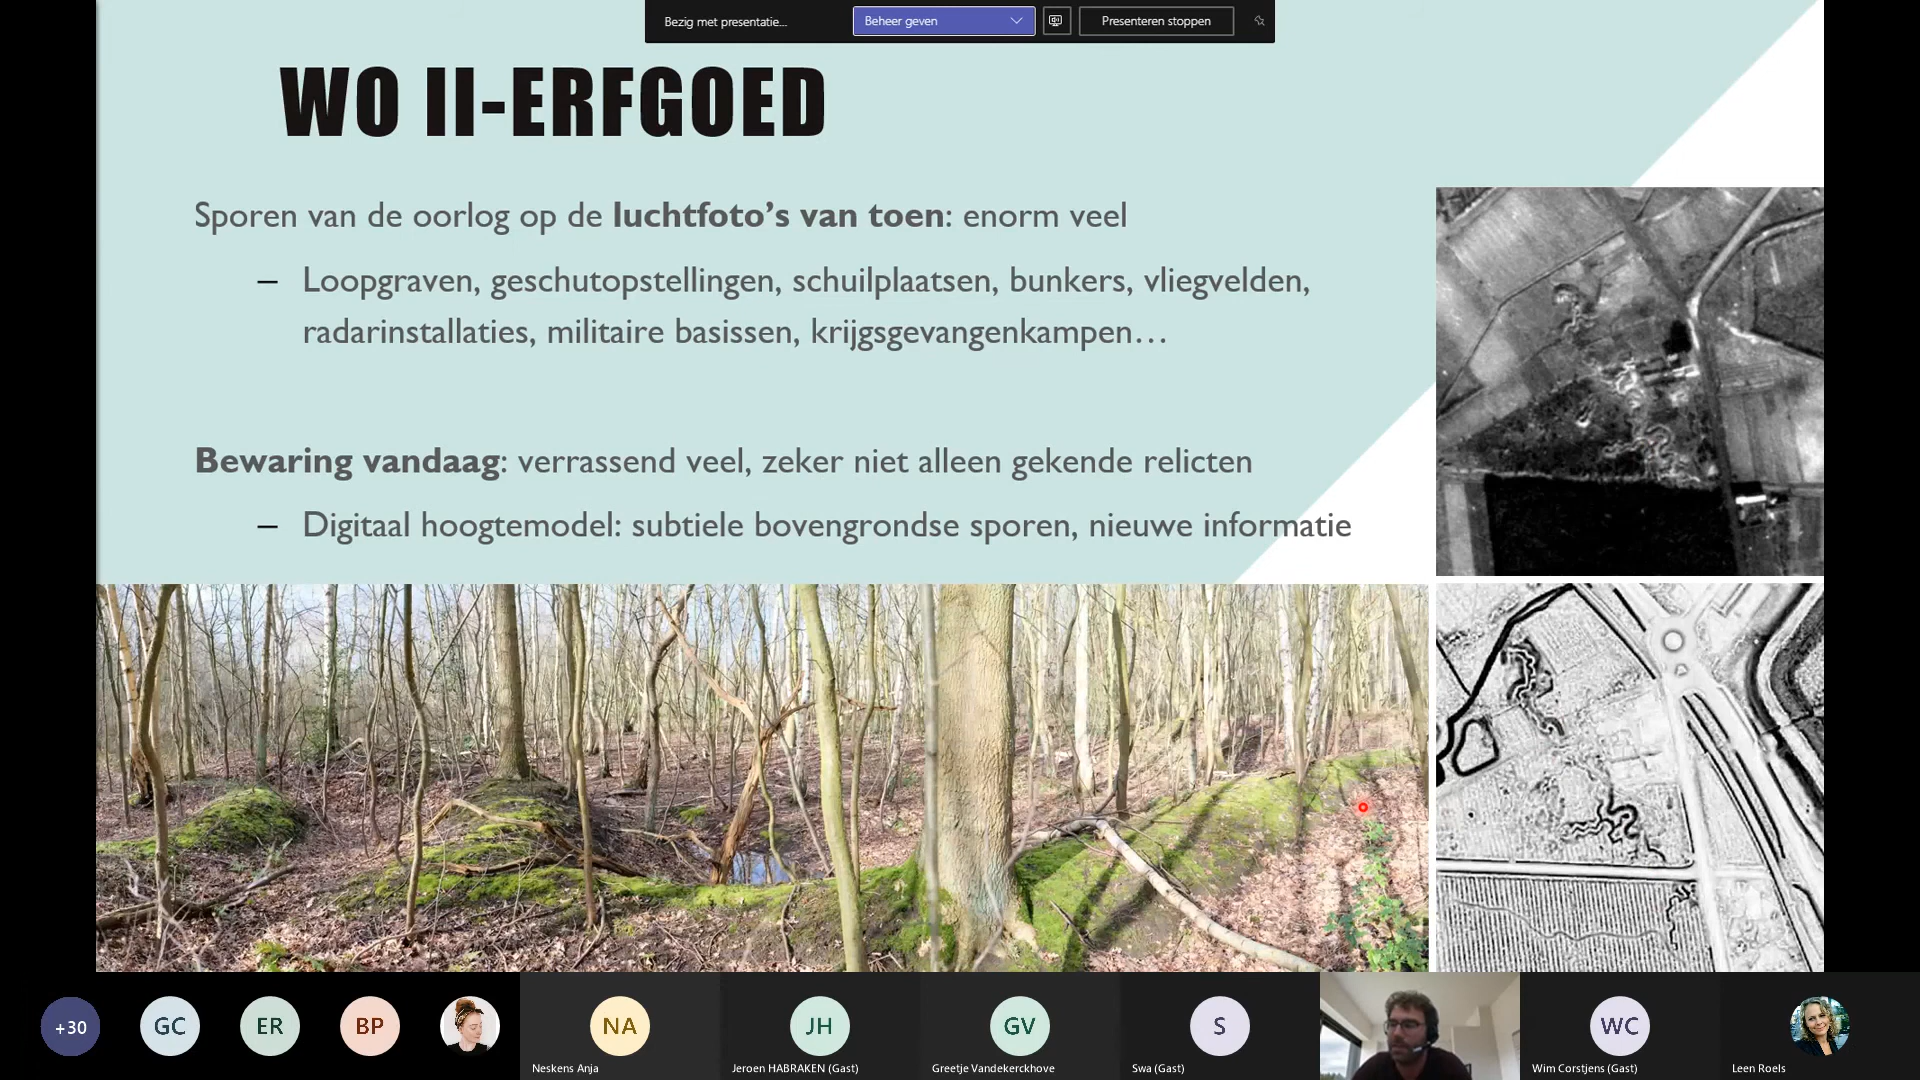 Bezig met presentatie...
Beheer geven
Presenteren stoppen
WO II-ERFGOED
Sporen van de oorlog op de luchtfoto’s van toen: enorm veel
– Loopgraven, geschutopstellingen, schuilplaatsen, bunkers, vliegvelden,
radarinstallaties, militaire basissen, krijgsgevangenkampen…
Bewaring vandaag: verrassend veel, zeker niet alleen gekende relicten
– Digitaal hoogtemodel: subtiele bovengrondse sporen, nieuwe informatie
+30
GC
ER
BP
NA
JH
GV
S
WC
Neskens Anja
Jeroen HABRAKEN (Gast)
Greetje Vandekerckhove
Swa (Gast)
Wim Corstjens (Gast)
Leen Roels